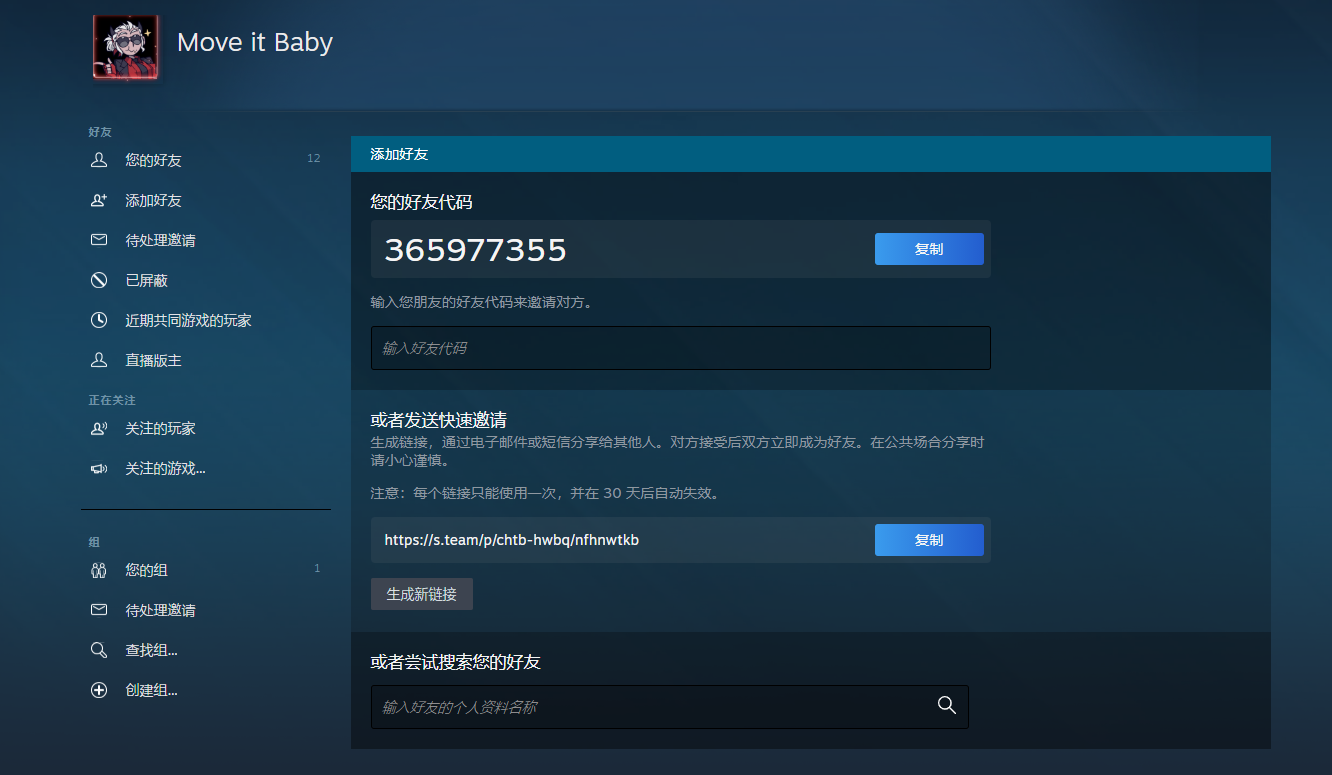 Move it Baby
好友
您的好友 12
添加好友
待处理邀请
已屏蔽
近期共同游戏的玩家
直播版主
正在关注
关注的玩家
关注的游戏...
组
您的组 1
待处理邀请
查找组...
创建组...
添加好友
您的好友代码
365977355 复制
输入您朋友的好友代码来邀请对方。
输入好友代码
或者发送快速邀请
生成链接，通过电子邮件或短信分享给其他人。对方接受后双方立即成为好友。在公共场合分享时
请小心谨慎。
注意：每个链接只能使用一次，并在 30 天后自动失效。
https://s.team/p/chtb-hwbq/nfhnwtkb 复制
生成新链接
或者尝试搜索您的好友
输入好友的个人资料名称